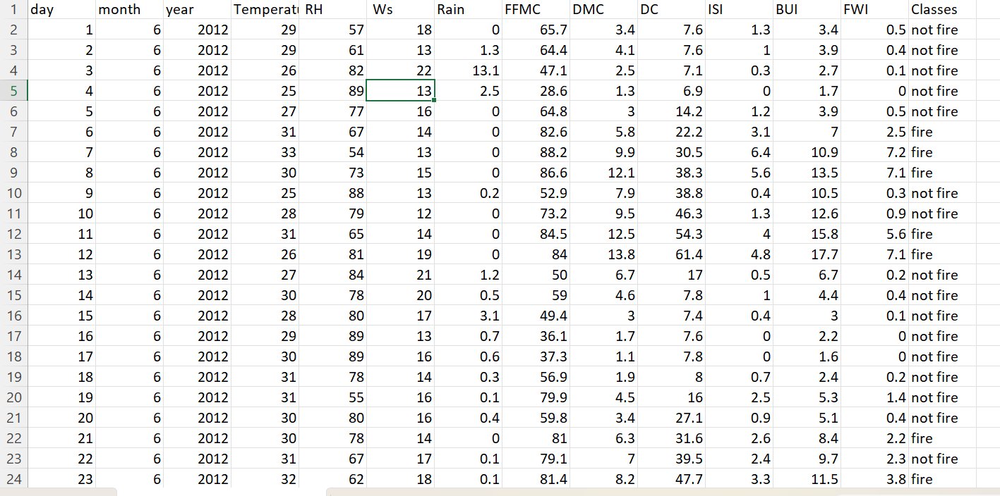 1 day month year Temperatu RH Ws Rain FFMC DMC DC ISI BUI FWI Classes
2 1 6 2012 29 57 18 0 65.7 3.4 7.6 1.3 3.4 0.5 not fire
3 2 6 2012 29 61 13 1.3 64.4 4.1 7.6 1 3.9 0.4 not fire
4 3 6 2012 26 82 22 13.1 47.1 2.5 7.1 0.3 2.7 0.1 not fire
5 4 6 2012 25 89 13 2.5 28.6 1.3 6.9 0 1.7 0 not fire
6 5 6 2012 27 77 16 0 64.8 3 14.2 1.2 3.9 0.5 not fire
7 6 6 2012 31 67 14 0 82.6 5.8 22.2 3.1 7 2.5 fire
8 7 6 2012 33 54 13 0 88.2 9.9 30.5 6.4 10.9 7.2 fire
9 8 6 2012 30 73 15 0 86.6 12.1 38.3 5.6 13.5 7.1 fire
10 9 6 2012 25 88 13 0.2 52.9 7.9 38.8 0.4 10.5 0.3 not fire
11 10 6 2012 28 79 12 0 73.2 9.5 46.3 1.3 12.6 0.9 not fire
12 11 6 2012 31 65 14 0 84.5 12.5 54.3 4 15.8 5.6 fire
13 12 6 2012 26 81 19 0 84 13.8 61.4 4.8 17.7 7.1 fire
14 13 6 2012 27 84 21 1.2 50 6.7 17 0.5 6.7 0.2 not fire
15 14 6 2012 30 78 20 0.5 59 4.6 7.8 1 4.4 0.4 not fire
16 15 6 2012 28 80 17 3.1 49.4 3 7.4 0.4 3 0.1 not fire
17 16 6 2012 29 89 13 0.7 36.1 1.7 7.6 0 2.2 0 not fire
18 17 6 2012 30 89 16 0.6 37.3 1.1 7.8 0 1.6 0 not fire
19 18 6 2012 31 78 14 0.3 56.9 1.9 8 0.7 2.4 0.2 not fire
20 19 6 2012 31 55 16 0.1 79.9 4.5 16 2.5 5.3 1.4 not fire
21 20 6 2012 30 80 16 0.4 59.8 3.4 27.1 0.9 5.1 0.4 not fire
22 21 6 2012 30 78 14 0 81 6.3 31.6 2.6 8.4 2.2 fire
23 22 6 2012 31 67 17 0.1 79.1 7 39.5 2.4 9.7 2.3 not fire
24 23 6 2012 32 62 18 0.1 81.4 8.2 47.7 3.3 11.5 3.8 fire